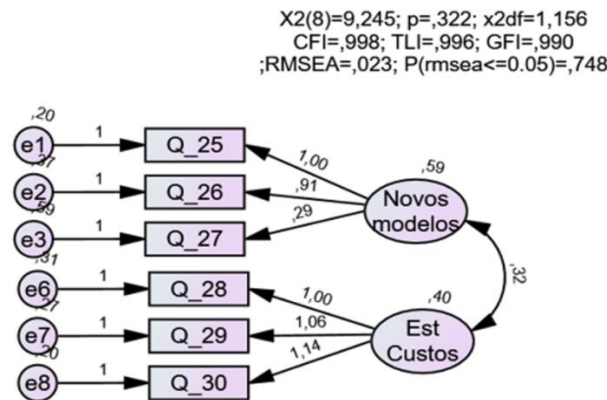 X2(8)=9,245; p=,322; x2df=1,156
CFI=,998; TLI=,996; GFI=,990
;RMSEA=,023; P(rmsea<=0.05)=,748
,20
e1
1
Q_25
1,00
,59
,37
e2
1
Q_26
,91
Novos
modelos
,59
e3
1
Q_27
,29
,32
,31
e6
1
Q_28
1,00
,40
,27
e7
1
Q_29
1,06
Est
Custos
,20
e8
1
Q_30
1,14